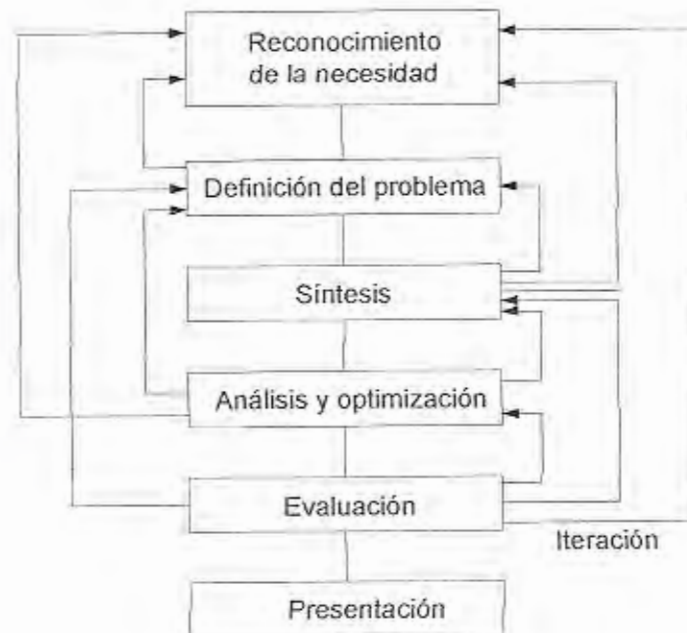 Reconocimiento
de la necesidad
Definición del problema
Síntesis
Análisis y optimización
Evaluación
Iteración
Presentación